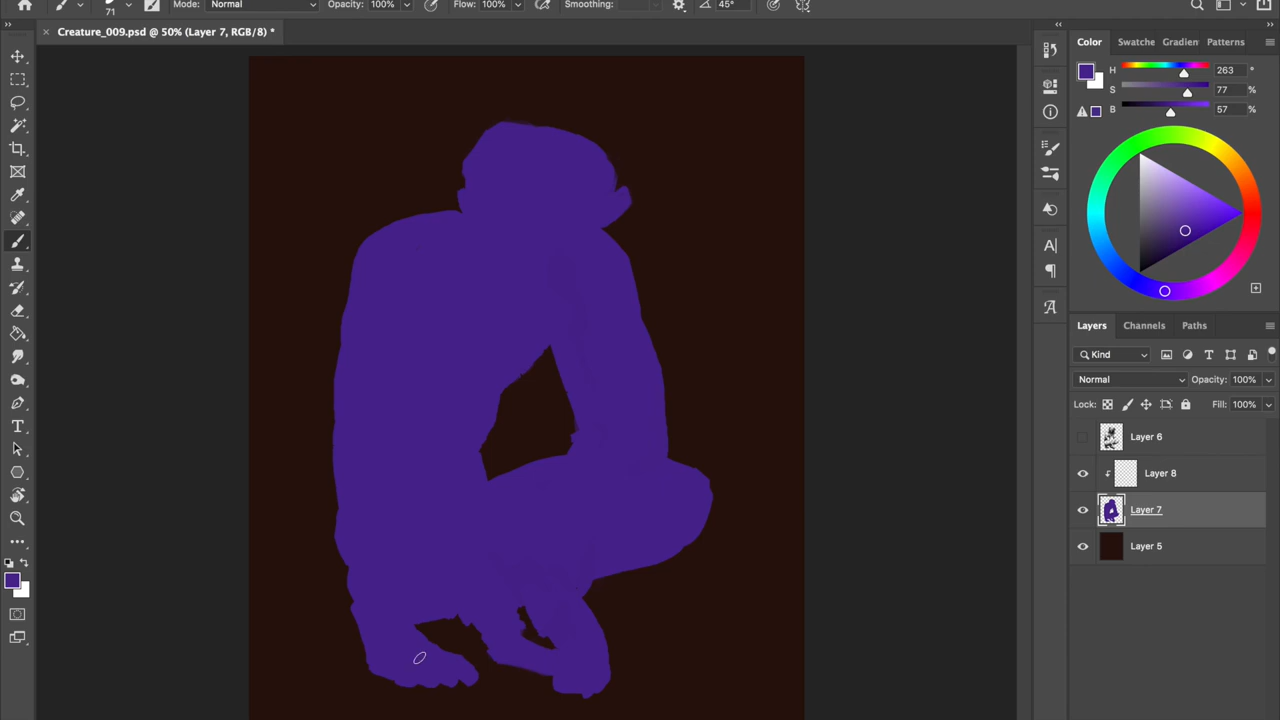 71 Mode: Normal Opacity: 100% Flow: 100% Smoothing: 45°
× Creature_009.psd @ 50% (Layer 7, RGB/8) *
Color Swatche Gradien Patterns
H 263 °
S 77 %
B 57 %
Layers Channels Paths
Kind
Normal Opacity: 100%
Lock: Fill: 100%
Layer 6
Layer 8
Layer 7
Layer 5